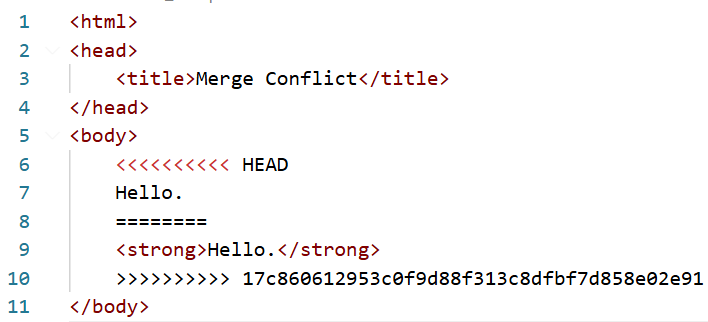 1 <html>
2 <head>
3 <title>Merge Conflict</title>
4 </head>
5 <body>
6 <<<<<<<<<< HEAD
7 Hello.
8 ========
9 <strong>Hello.</strong>
10 >>>>>>>>>> 17c860612953c0f9d88f313c8dfbf7d858e02e91
11 </body>